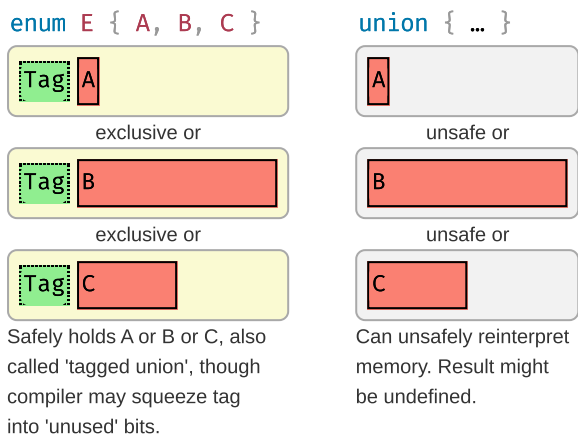 enum E { A, B, C }
Tag A
exclusive or
Tag B
exclusive or
Tag C
Safely holds A or B or C, also
called 'tagged union', though
compiler may squeeze tag
into 'unused' bits.
union { … }
A
unsafe or
B
unsafe or
C
Can unsafely reinterpret
memory. Result might
be undefined.